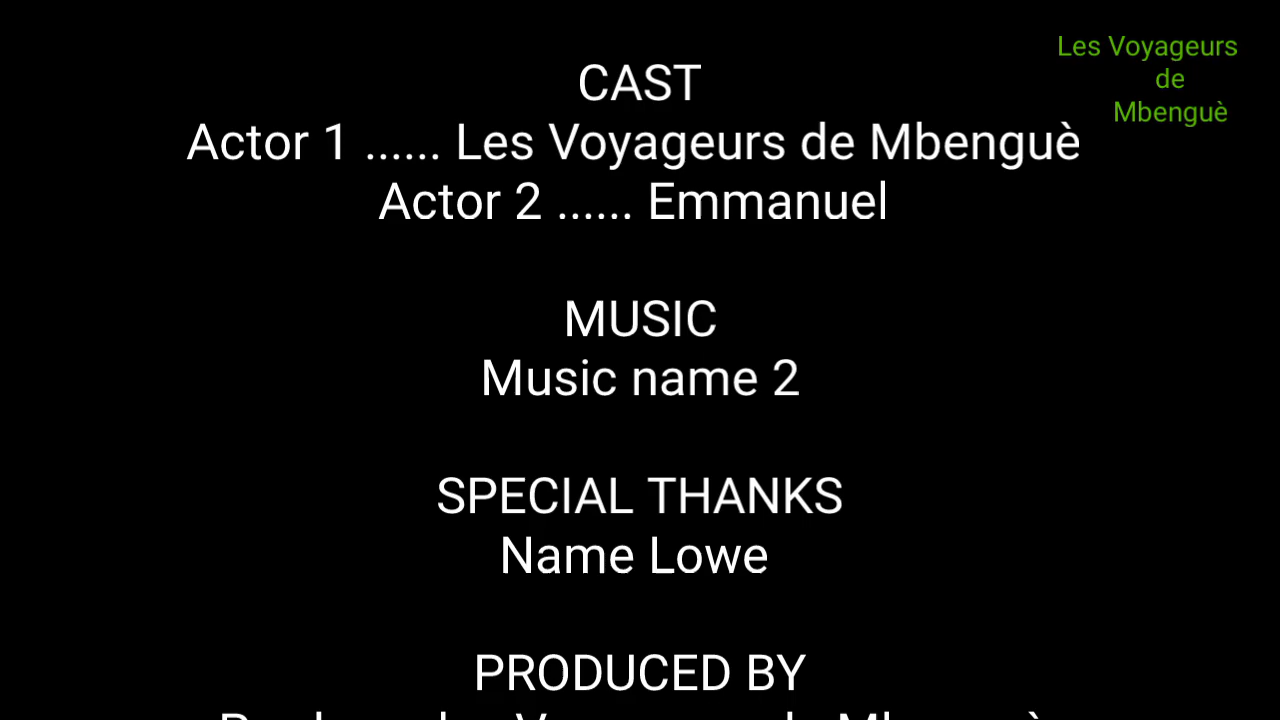 Les Voyageurs
de
Mbenguè
CAST
Actor 1 ...... Les Voyageurs de Mbenguè
Actor 2 ...... Emmanuel
MUSIC
Music name 2
SPECIAL THANKS
Name Lowe
PRODUCED BY